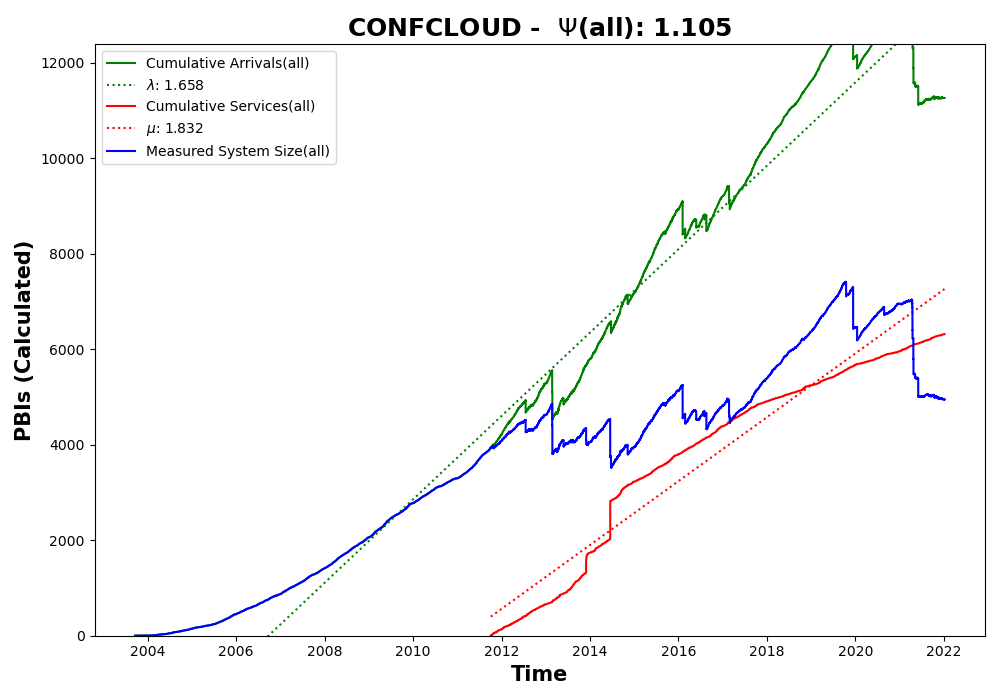 CONFCLOUD - Ψ(all): 1.105
Cumulative Arrivals(all)
λ: 1.658
Cumulative Services(all)
μ: 1.832
Measured System Size(all)
12000
10000
8000
6000
4000
2000
0
PBIs (Calculated)
2004 2006 2008 2010 2012 2014 2016 2018 2020 2022
Time